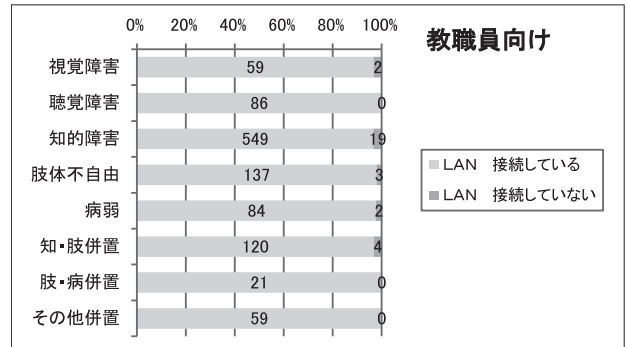 0% 20% 40% 60% 80% 100%
教職員向け
視覚障害 59 2
聴覚障害 86 0
知的障害 549 19
肢体不自由 137 3
病弱 84 2
知・肢併置 120 4
肢・病併置 21 0
その他併置 59 0
LAN 接続している
LAN 接続していない